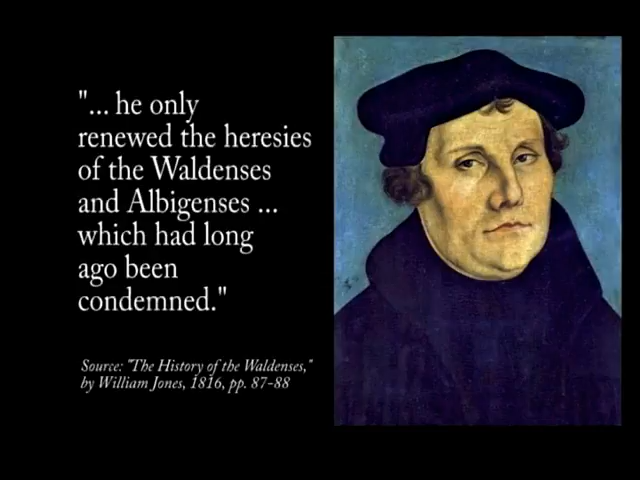 "... he only
renewed the heresies
of the Waldenses
and Albigenses ...
which had long
ago been
condemned."
Source: "The History of the Waldenses,"
by William Jones, 1816, pp. 87-88